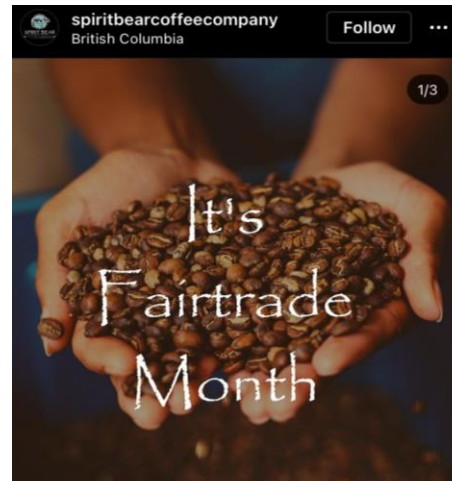 spiritbearcoffeecompany
British Columbia
Follow
1/3
It's
Fairtrade
Month